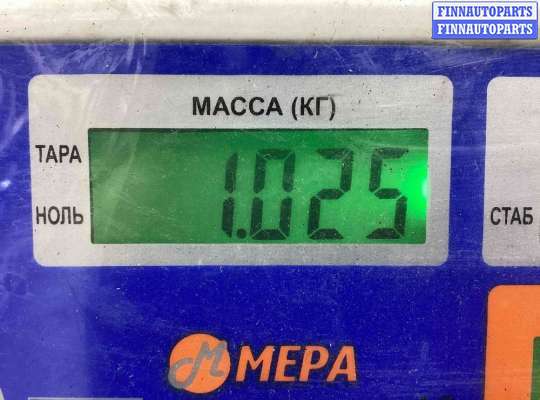 FINNAUTOPARTS
FINNAUTOPARTS
МАССА (КГ)
ТАРА
НОЛЬ
1.025
СТАБ
М МЕРА